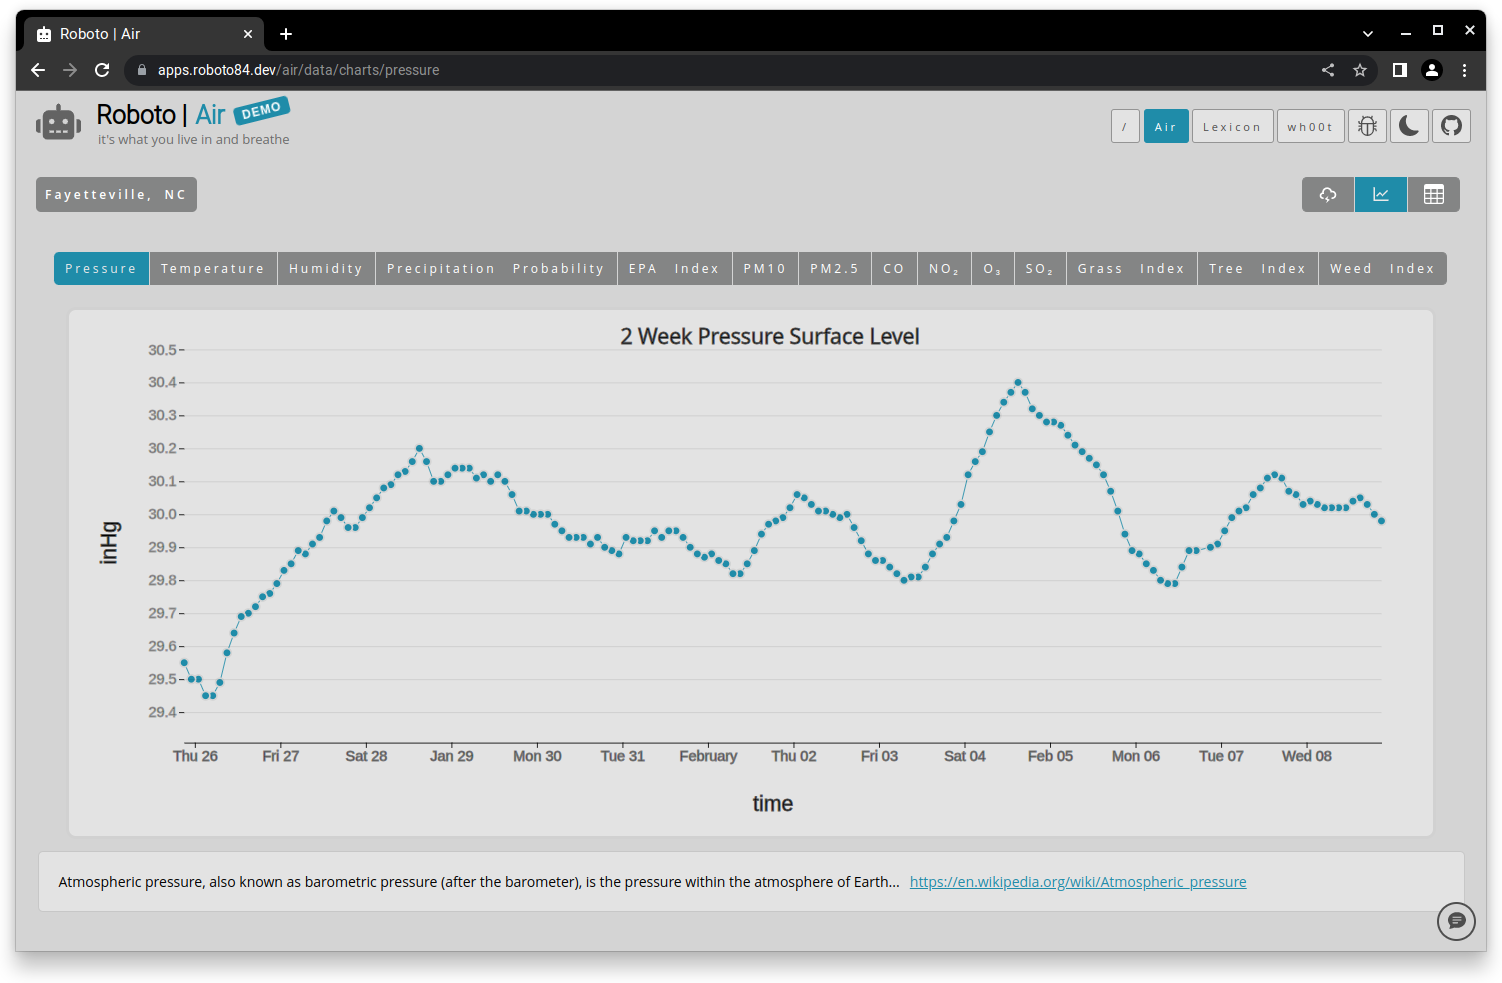 Roboto | Air
apps.roboto84.dev/air/data/charts/pressure
Roboto | Air DEMO
it's what you live in and breathe
/ Air Lexicon wh00t
Fayetteville, NC
Pressure Temperature Humidity Precipitation Probability EPA Index PM10 PM2.5 CO NO₂ O₃ SO₂ Grass Index Tree Index Weed Index
2 Week Pressure Surface Level
30.5
30.4
30.3
30.2
30.1
30.0
29.9
29.8
29.7
29.6
29.5
29.4
inHg
Thu 26 Fri 27 Sat 28 Jan 29 Mon 30 Tue 31 February Thu 02 Fri 03 Sat 04 Feb 05 Mon 06 Tue 07 Wed 08
time
Atmospheric pressure, also known as barometric pressure (after the barometer), is the pressure within the atmosphere of Earth... https://en.wikipedia.org/wiki/Atmospheric_pressure